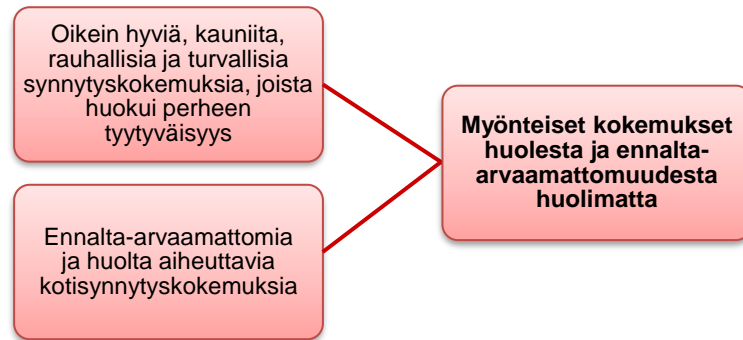 Oikein hyviä, kauniita,
rauhallisia ja turvallisia
synnytyskokemuksia, joista
huokui perheen
tyytyväisyys
Myönteiset kokemukset
huolesta ja ennalta-
arvaamattomuudesta
huolimatta
Ennalta-arvaamattomia
ja huolta aiheuttavia
kotisynnytyskokemuksia